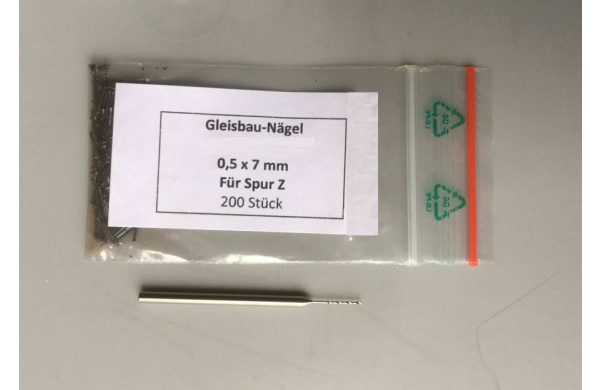 Gleisbau-Nägel
0,5 x 7 mm
Für Spur Z
200 Stück